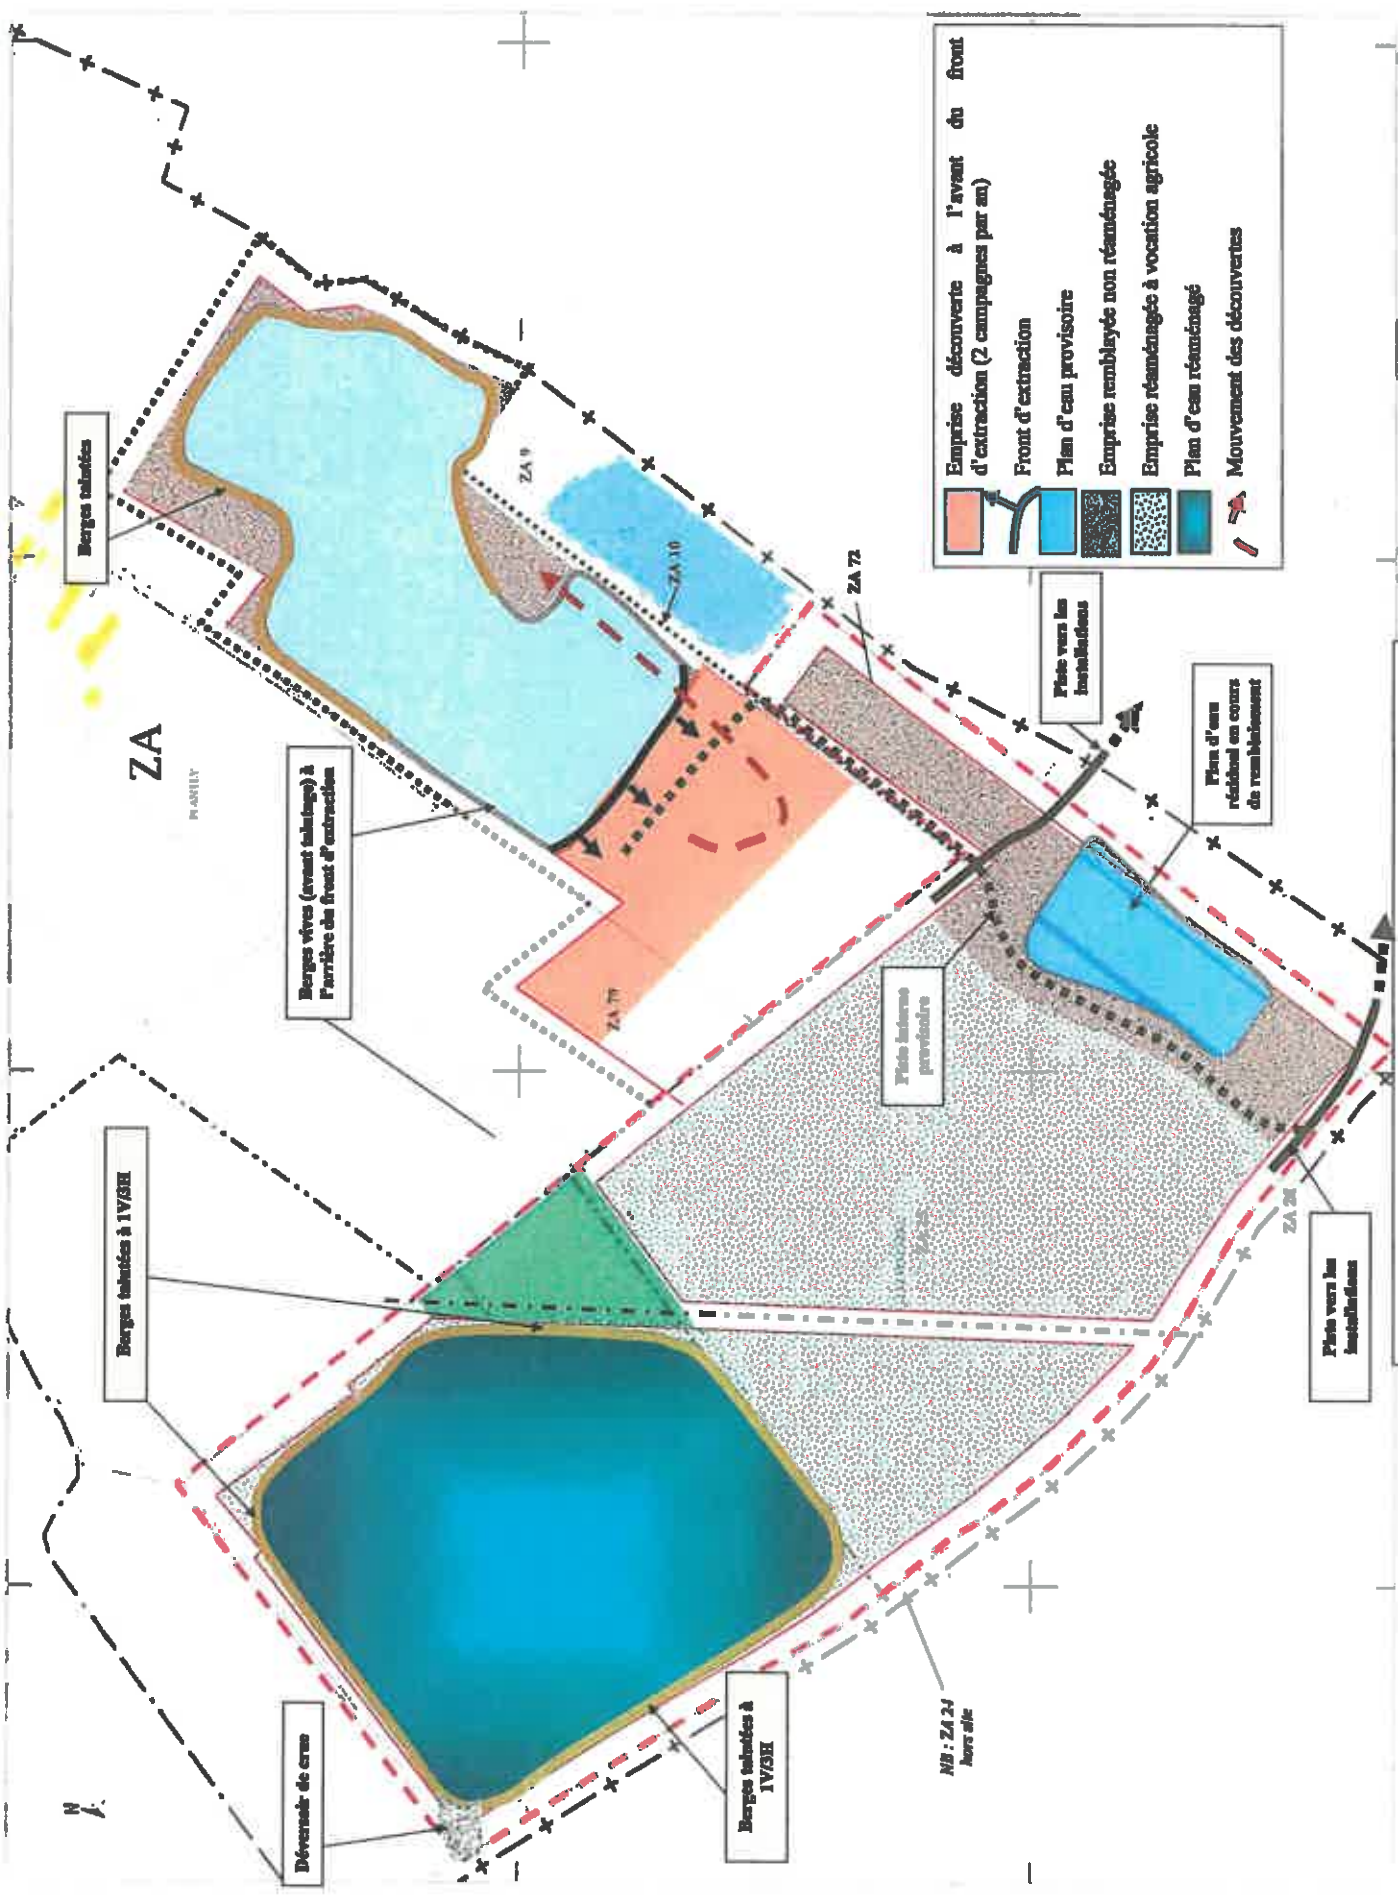 N
Déversoir de crue
Berges talutées à 1V/3H
Berges vives (avant talutage) à
l'arrière du front d'extraction
Berges talutées
ZA
ZA 9
ZA 10
ZA 79
ZA 72
Piste interne
provisoire
Piste vers les
installations
Plan d'eau
résiduel en cours
de remblaiement
Berges talutées à
1V/3H
NB : ZA 24
hors site
Piste vers les
installations
Emprise découverte à l'avant du front
d'extraction (2 campagnes par an)
Front d'extraction
Plan d'eau provisoire
Emprise remblayée non réaménagée
Emprise réaménagée à vocation agricole
Plan d'eau réaménagé
Mouvement des découvertes